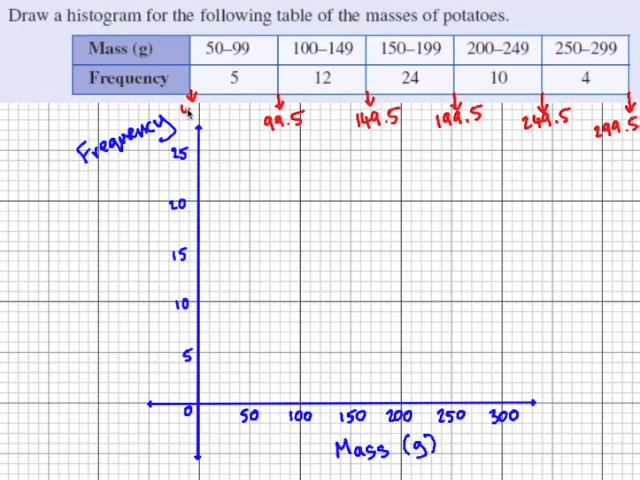 Draw a histogram for the following table of the masses of potatoes.
Mass (g) 50–99 100–149 150–199 200–249 250–299
Frequency 5 12 24 10 4
99.5 149.5 199.5 249.5 299.5
Frequency
25
20
15
10
5
0 50 100 150 200 250 300
Mass (g)